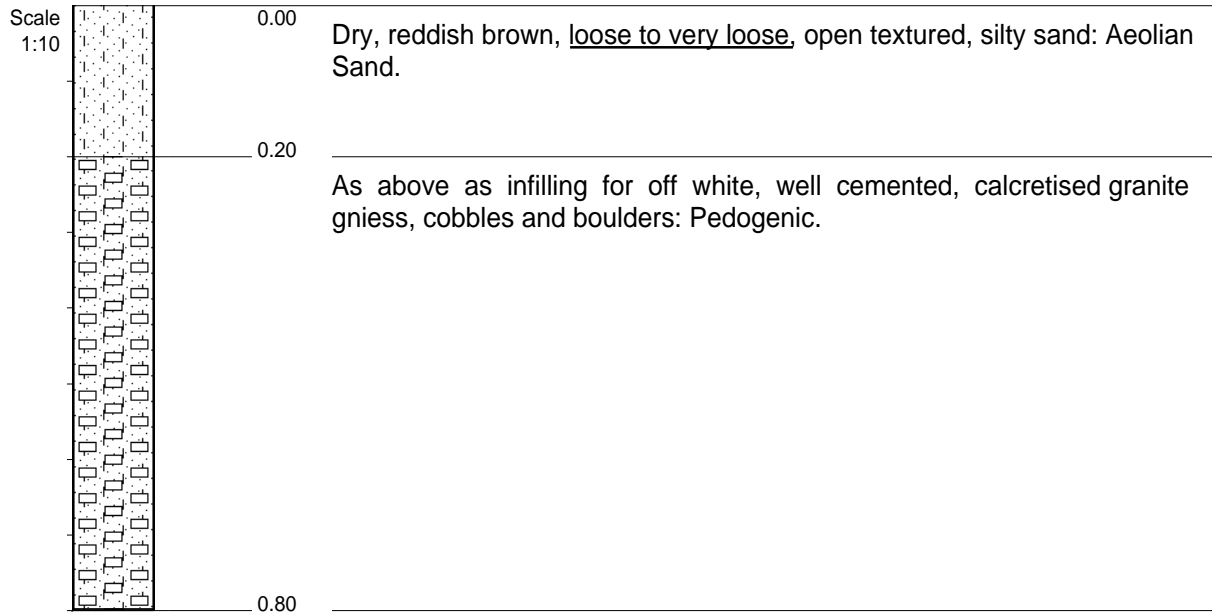 Scale
1:10
0.00
Dry, reddish brown, loose to very loose, open textured, silty sand: Aeolian
Sand.
0.20
As above as infilling for off white, well cemented, calcretised granite
gniess, cobbles and boulders: Pedogenic.
0.80